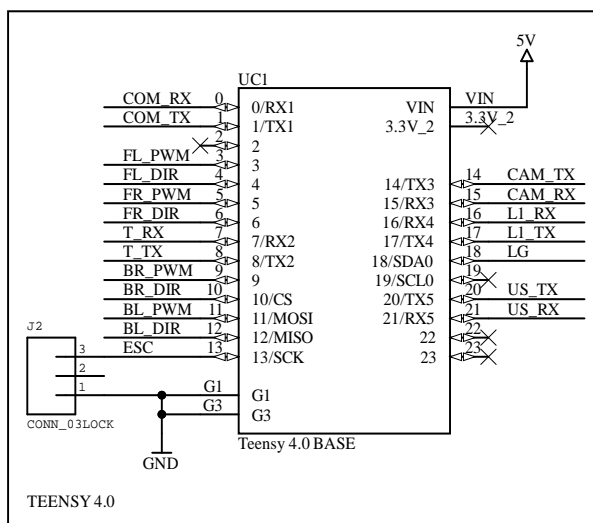 5V
UC1
COM_RX 0 0/RX1 VIN VIN
COM_TX 1 1/TX1 3.3V_2 3.3V_2
2 2
FL_PWM 3 3
FL_DIR 4 4 14/TX3 14 CAM_TX
FR_PWM 5 5 15/RX3 15 CAM_RX
FR_DIR 6 6 16/RX4 16 L1_RX
T_RX 7 7/RX2 17/TX4 17 L1_TX
T_TX 8 8/TX2 18/SDA0 18 LG
BR_PWM 9 9 19/SCL0 19
BR_DIR 10 10/CS 20/TX5 20 US_TX
BL_PWM 11 11/MOSI 21/RX5 21 US_RX
BL_DIR 12 12/MISO 22 22
J2
3 ESC 13 13/SCK 23 23
2
1 G1 G1
G3 G3
CONN_03LOCK
Teensy 4.0 BASE
GND
TEENSY 4.0